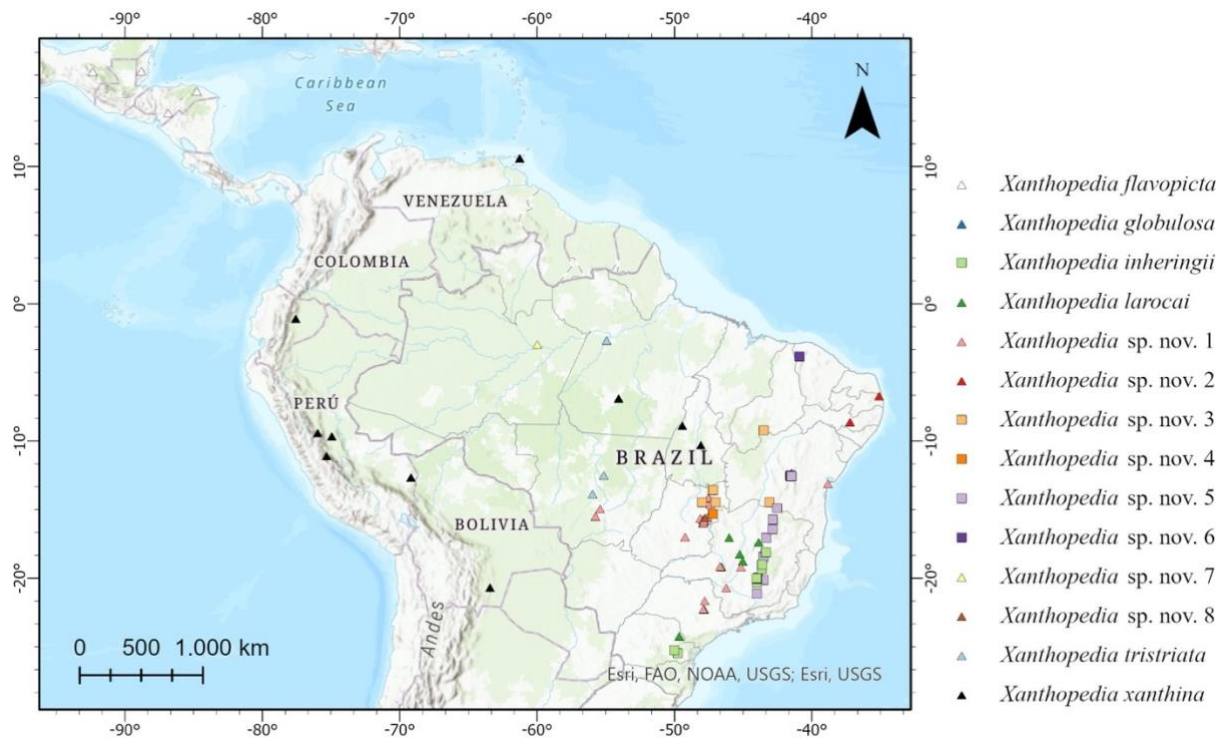 -90° -80° -70° -60° -50° -40°
N
Caribbean
Sea
10° 10°
VENEZUELA
COLOMBIA
0° 0°
PERÚ
-10° -10°
BRAZIL
BOLIVIA
-20° -20°
Andes
0 500 1.000 km
Esri, FAO, NOAA, USGS; Esri, USGS
-90° -80° -70° -60° -50° -40°
Xanthopedia flavopicta
Xanthopedia globulosa
Xanthopedia inheringii
Xanthopedia larocai
Xanthopedia sp. nov. 1
Xanthopedia sp. nov. 2
Xanthopedia sp. nov. 3
Xanthopedia sp. nov. 4
Xanthopedia sp. nov. 5
Xanthopedia sp. nov. 6
Xanthopedia sp. nov. 7
Xanthopedia sp. nov. 8
Xanthopedia tristriata
Xanthopedia xanthina